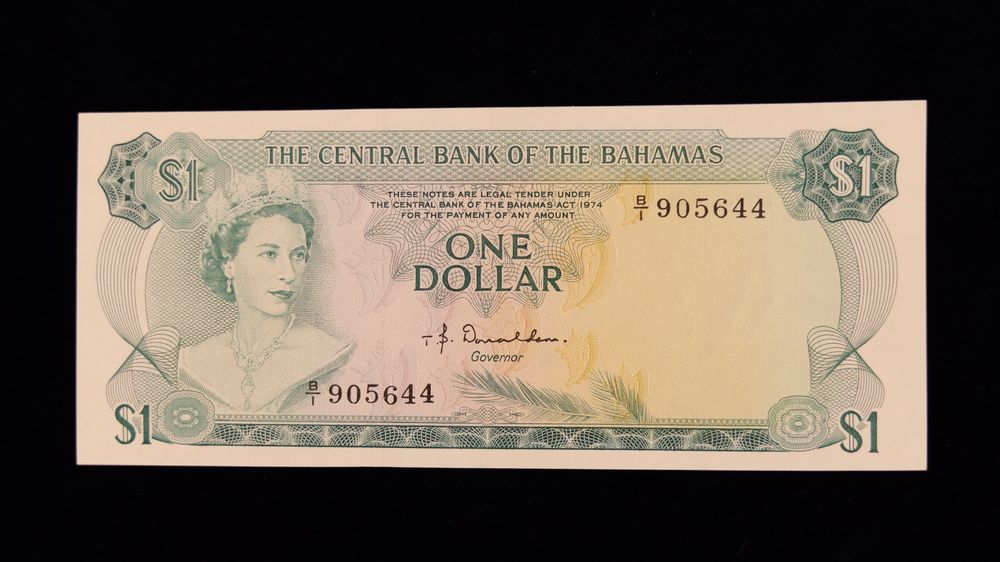 $1
THE CENTRAL BANK OF THE BAHAMAS
$1
THESE NOTES ARE LEGAL TENDER UNDER
THE CENTRAL BANK OF THE BAHAMAS ACT 1974
FOR THE PAYMENT OF ANY AMOUNT
B/1 905644
ONE
DOLLAR
T. B. Donaldson.
Governor
B/1 905644
$1
$1